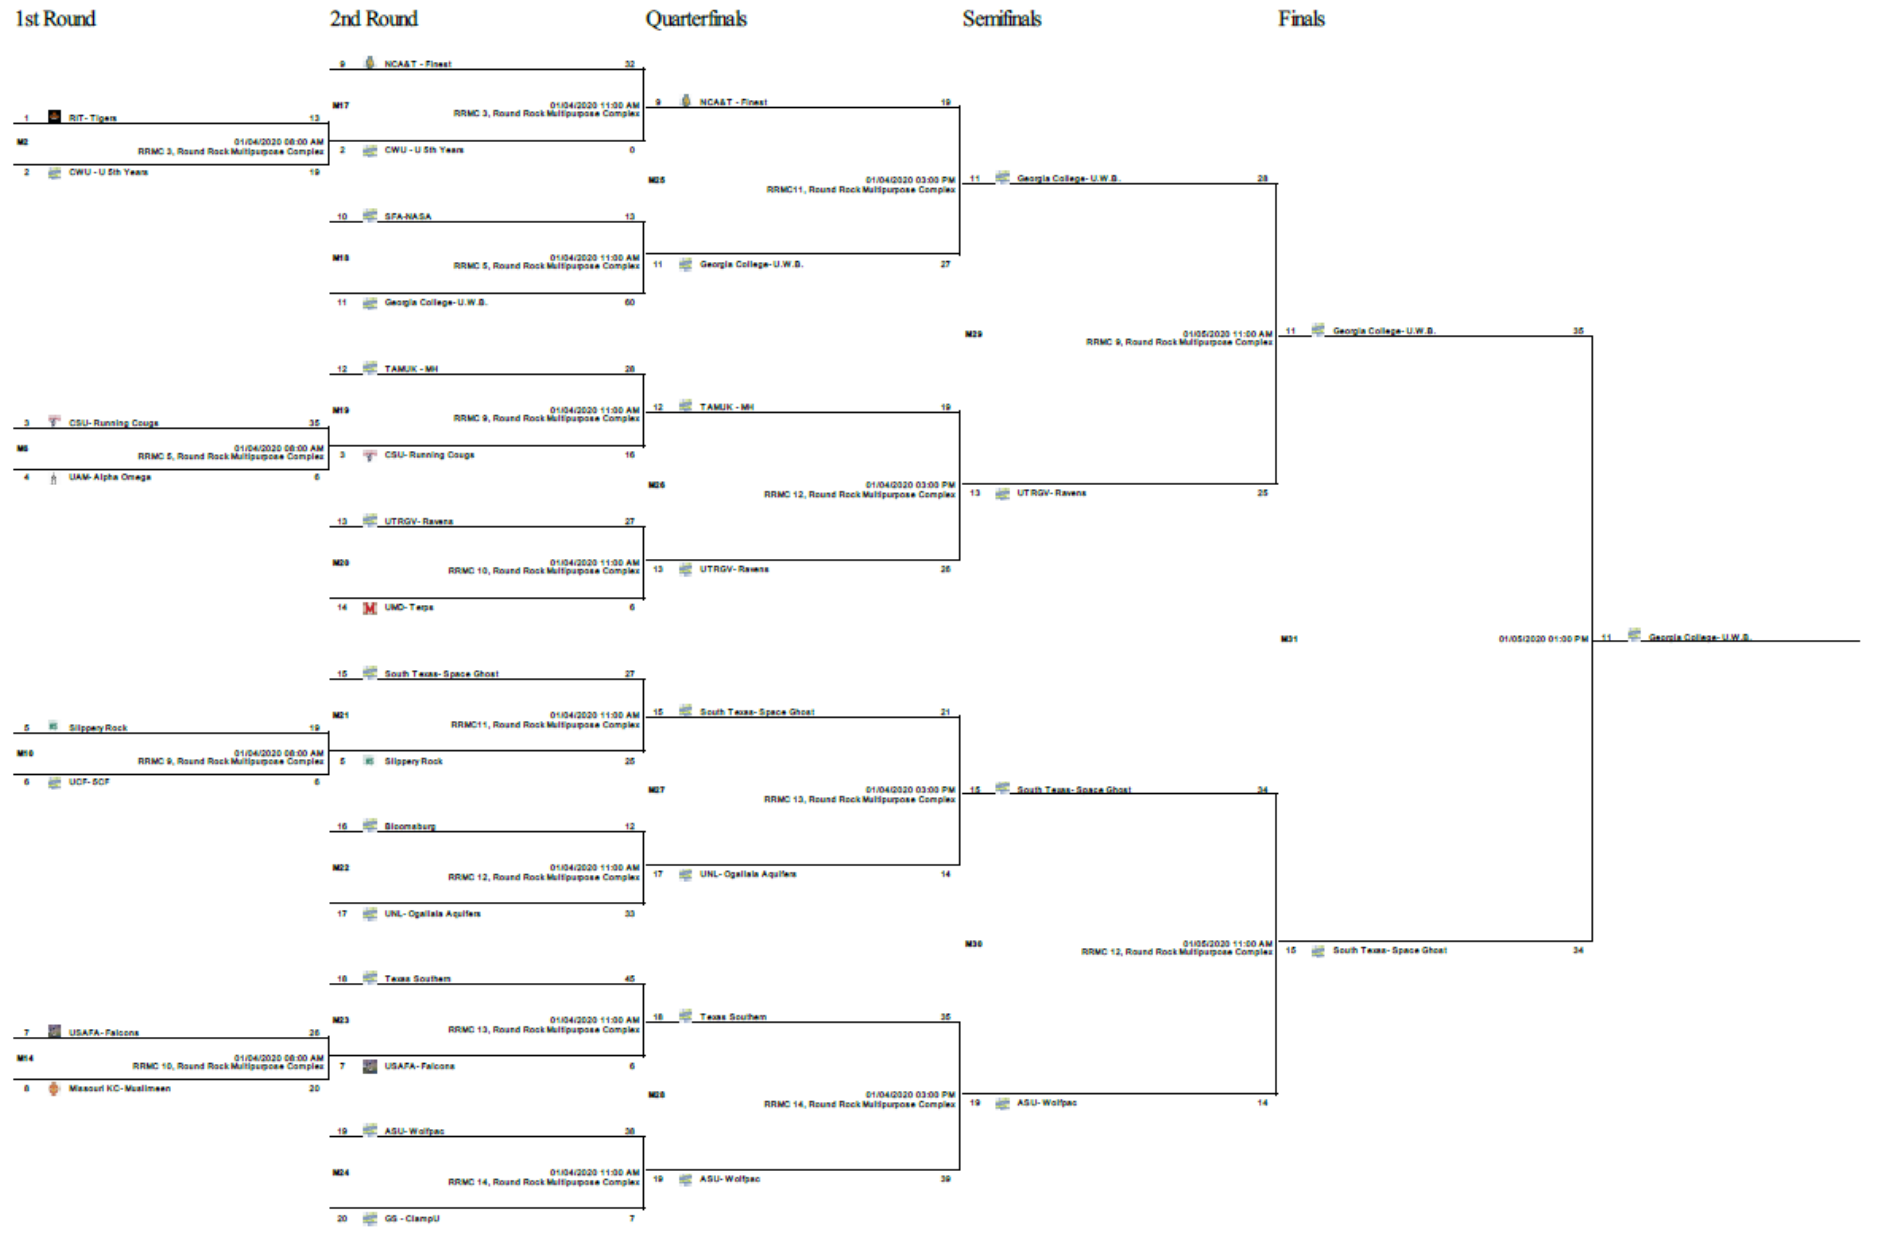 1st Round
2nd Round
Quarterfinals
Semifinals
Finals
1 RIT- Tigers 13
M2 01/04/2020 08:00 AM
RRMC 3, Round Rock Multipurpose Complex
2 CWU - U 5th Years 19
3 CSU- Running Cougs 35
M6 01/04/2020 08:00 AM
RRMC 5, Round Rock Multipurpose Complex
4 UAM- Alpha Omega 6
5 Slippery Rock 19
M10 01/04/2020 08:00 AM
RRMC 9, Round Rock Multipurpose Complex
6 UCF- SCF 6
7 USAFA- Falcons 26
M14 01/04/2020 08:00 AM
RRMC 10, Round Rock Multipurpose Complex
8 Missouri KC- Muslimeen 20
9 NCA&T - Finest 32
M17 01/04/2020 11:00 AM
RRMC 3, Round Rock Multipurpose Complex
2 CWU - U 5th Years 0
10 SFA-NASA 13
M18 01/04/2020 11:00 AM
RRMC 5, Round Rock Multipurpose Complex
11 Georgia College- U.W.B. 60
12 TAMUK - MH 28
M19 01/04/2020 11:00 AM
RRMC 9, Round Rock Multipurpose Complex
3 CSU- Running Cougs 16
13 UTRGV- Ravens 27
M20 01/04/2020 11:00 AM
RRMC 10, Round Rock Multipurpose Complex
14 UMD- Terps 6
15 South Texas- Space Ghost 27
M21 01/04/2020 11:00 AM
RRMC11, Round Rock Multipurpose Complex
5 Slippery Rock 25
16 Bloomsburg 12
M22 01/04/2020 11:00 AM
RRMC 12, Round Rock Multipurpose Complex
17 UNL- Ogallala Aquifers 33
18 Texas Southern 45
M23 01/04/2020 11:00 AM
RRMC 13, Round Rock Multipurpose Complex
7 USAFA- Falcons 6
19 ASU- Wolfpac 38
M24 01/04/2020 11:00 AM
RRMC 14, Round Rock Multipurpose Complex
20 GS - ClampU 7
9 NCA&T - Finest 19
M25 01/04/2020 03:00 PM
RRMC11, Round Rock Multipurpose Complex
11 Georgia College- U.W.B. 27
12 TAMUK - MH 19
M26 01/04/2020 03:00 PM
RRMC 12, Round Rock Multipurpose Complex
13 UTRGV- Ravens 26
15 South Texas- Space Ghost 21
M27 01/04/2020 03:00 PM
RRMC 13, Round Rock Multipurpose Complex
17 UNL- Ogallala Aquifers 14
18 Texas Southern 35
M28 01/04/2020 03:00 PM
RRMC 14, Round Rock Multipurpose Complex
19 ASU- Wolfpac 39
11 Georgia College- U.W.B. 28
M29 01/05/2020 11:00 AM
RRMC 9, Round Rock Multipurpose Complex
13 UTRGV- Ravens 25
15 South Texas- Space Ghost 34
M30 01/05/2020 11:00 AM
RRMC 12, Round Rock Multipurpose Complex
19 ASU- Wolfpac 14
11 Georgia College- U.W.B. 35
M31 01/05/2020 01:00 PM
15 South Texas- Space Ghost 34
11 Georgia College- U.W.B.